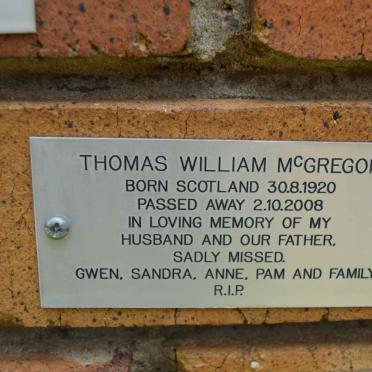 THOMAS WILLIAM McGREGOR
BORN SCOTLAND 30.8.1920
PASSED AWAY 2.10.2008
IN LOVING MEMORY OF MY
HUSBAND AND OUR FATHER,
SADLY MISSED.
GWEN, SANDRA, ANNE, PAM AND FAMILY
R.I.P.